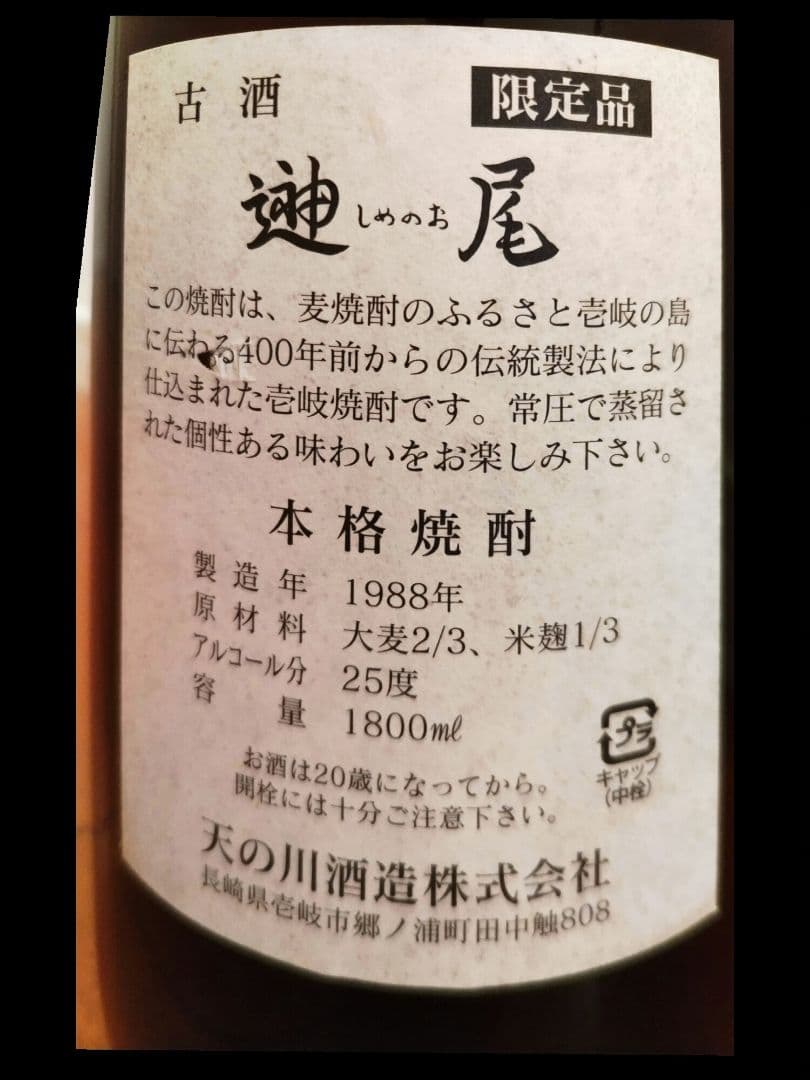 古酒
限定品
しめのお
尾
この焼酎は、麦焼酎のふるさと壱岐の島
に伝わる400年前からの伝統製法により
仕込まれた壱岐焼酎です。常圧で蒸留さ
れた個性ある味わいをお楽しみ下さい。
本格焼酎
製造年 1988年
原材料 大麦2/3、米麹1/3
アルコール分 25度
容量 1800㎖
プラ
キャップ
(中栓)
お酒は20歳になってから。
開栓には十分ご注意下さい。
天の川酒造株式会社
長崎県壱岐市郷ノ浦町田中触808